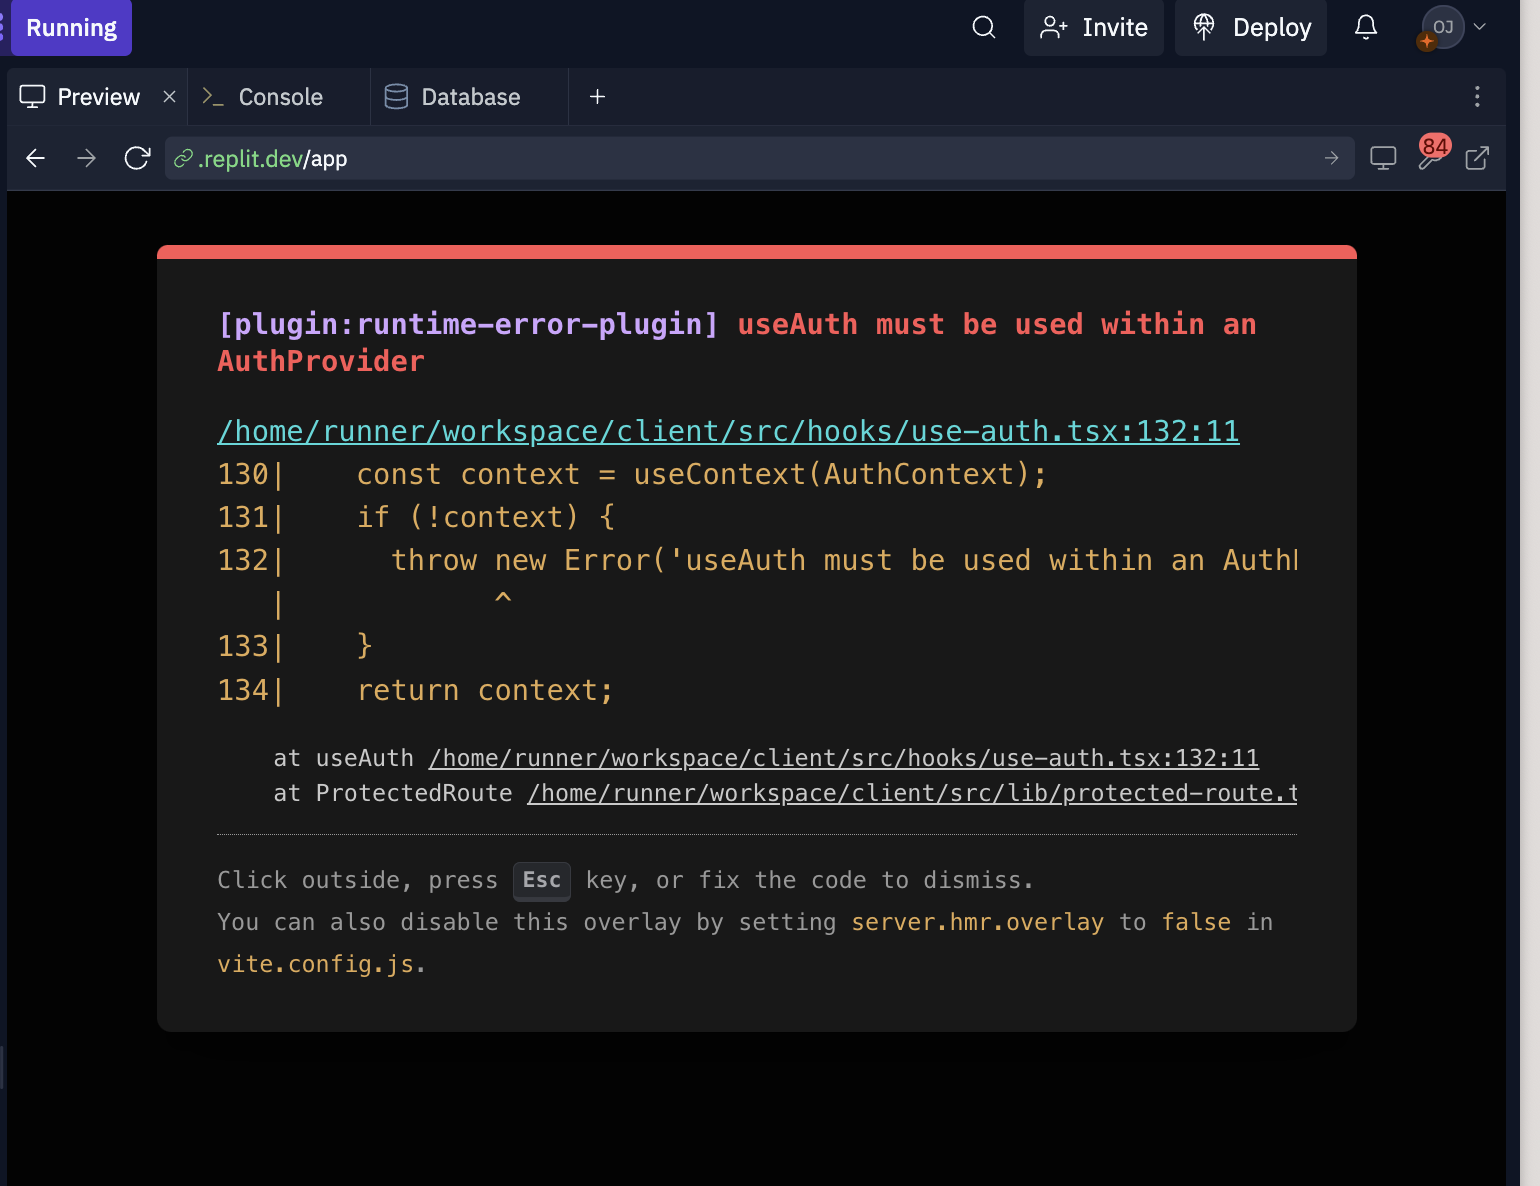 Running
Invite
Deploy
OJ
Preview
Console
Database
.replit.dev/app
84
[plugin:runtime-error-plugin] useAuth must be used within an
AuthProvider
/home/runner/workspace/client/src/hooks/use-auth.tsx:132:11
130|    const context = useContext(AuthContext);
131|    if (!context) {
132|      throw new Error('useAuth must be used within an Auth
   |            ^
133|    }
134|    return context;
at useAuth /home/runner/workspace/client/src/hooks/use-auth.tsx:132:11
at ProtectedRoute /home/runner/workspace/client/src/lib/protected-route.t
Click outside, press Esc key, or fix the code to dismiss.
You can also disable this overlay by setting server.hmr.overlay to false in
vite.config.js.